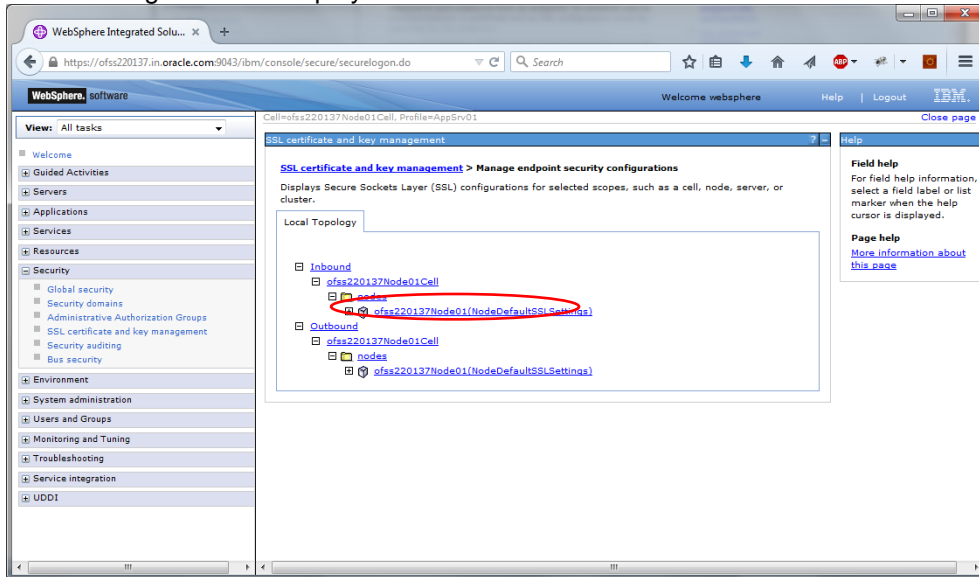 WebSphere Integrated Solu... × +
https://ofss220137.in.oracle.com:9043/ibm/console/secure/securelogon.do
Search
ABP
WebSphere. software
Welcome websphere
Help | Logout
IBM.
Cell=ofss220137Node01Cell, Profile=AppSrv01
Close page
View: All tasks
Welcome
Guided Activities
Servers
Applications
Services
Resources
Security
Global security
Security domains
Administrative Authorization Groups
SSL certificate and key management
Security auditing
Bus security
Environment
System administration
Users and Groups
Monitoring and Tuning
Troubleshooting
Service integration
UDDI
SSL certificate and key management ? -
SSL certificate and key management > Manage endpoint security configurations
Displays Secure Sockets Layer (SSL) configurations for selected scopes, such as a cell, node, server, or
cluster.
Local Topology
Inbound
ofss220137Node01Cell
nodes
ofss220137Node01(NodeDefaultSSLSettings)
Outbound
ofss220137Node01Cell
nodes
ofss220137Node01(NodeDefaultSSLSettings)
Help
Field help
For field help information,
select a field label or list
marker when the help
cursor is displayed.
Page help
More information about
this page